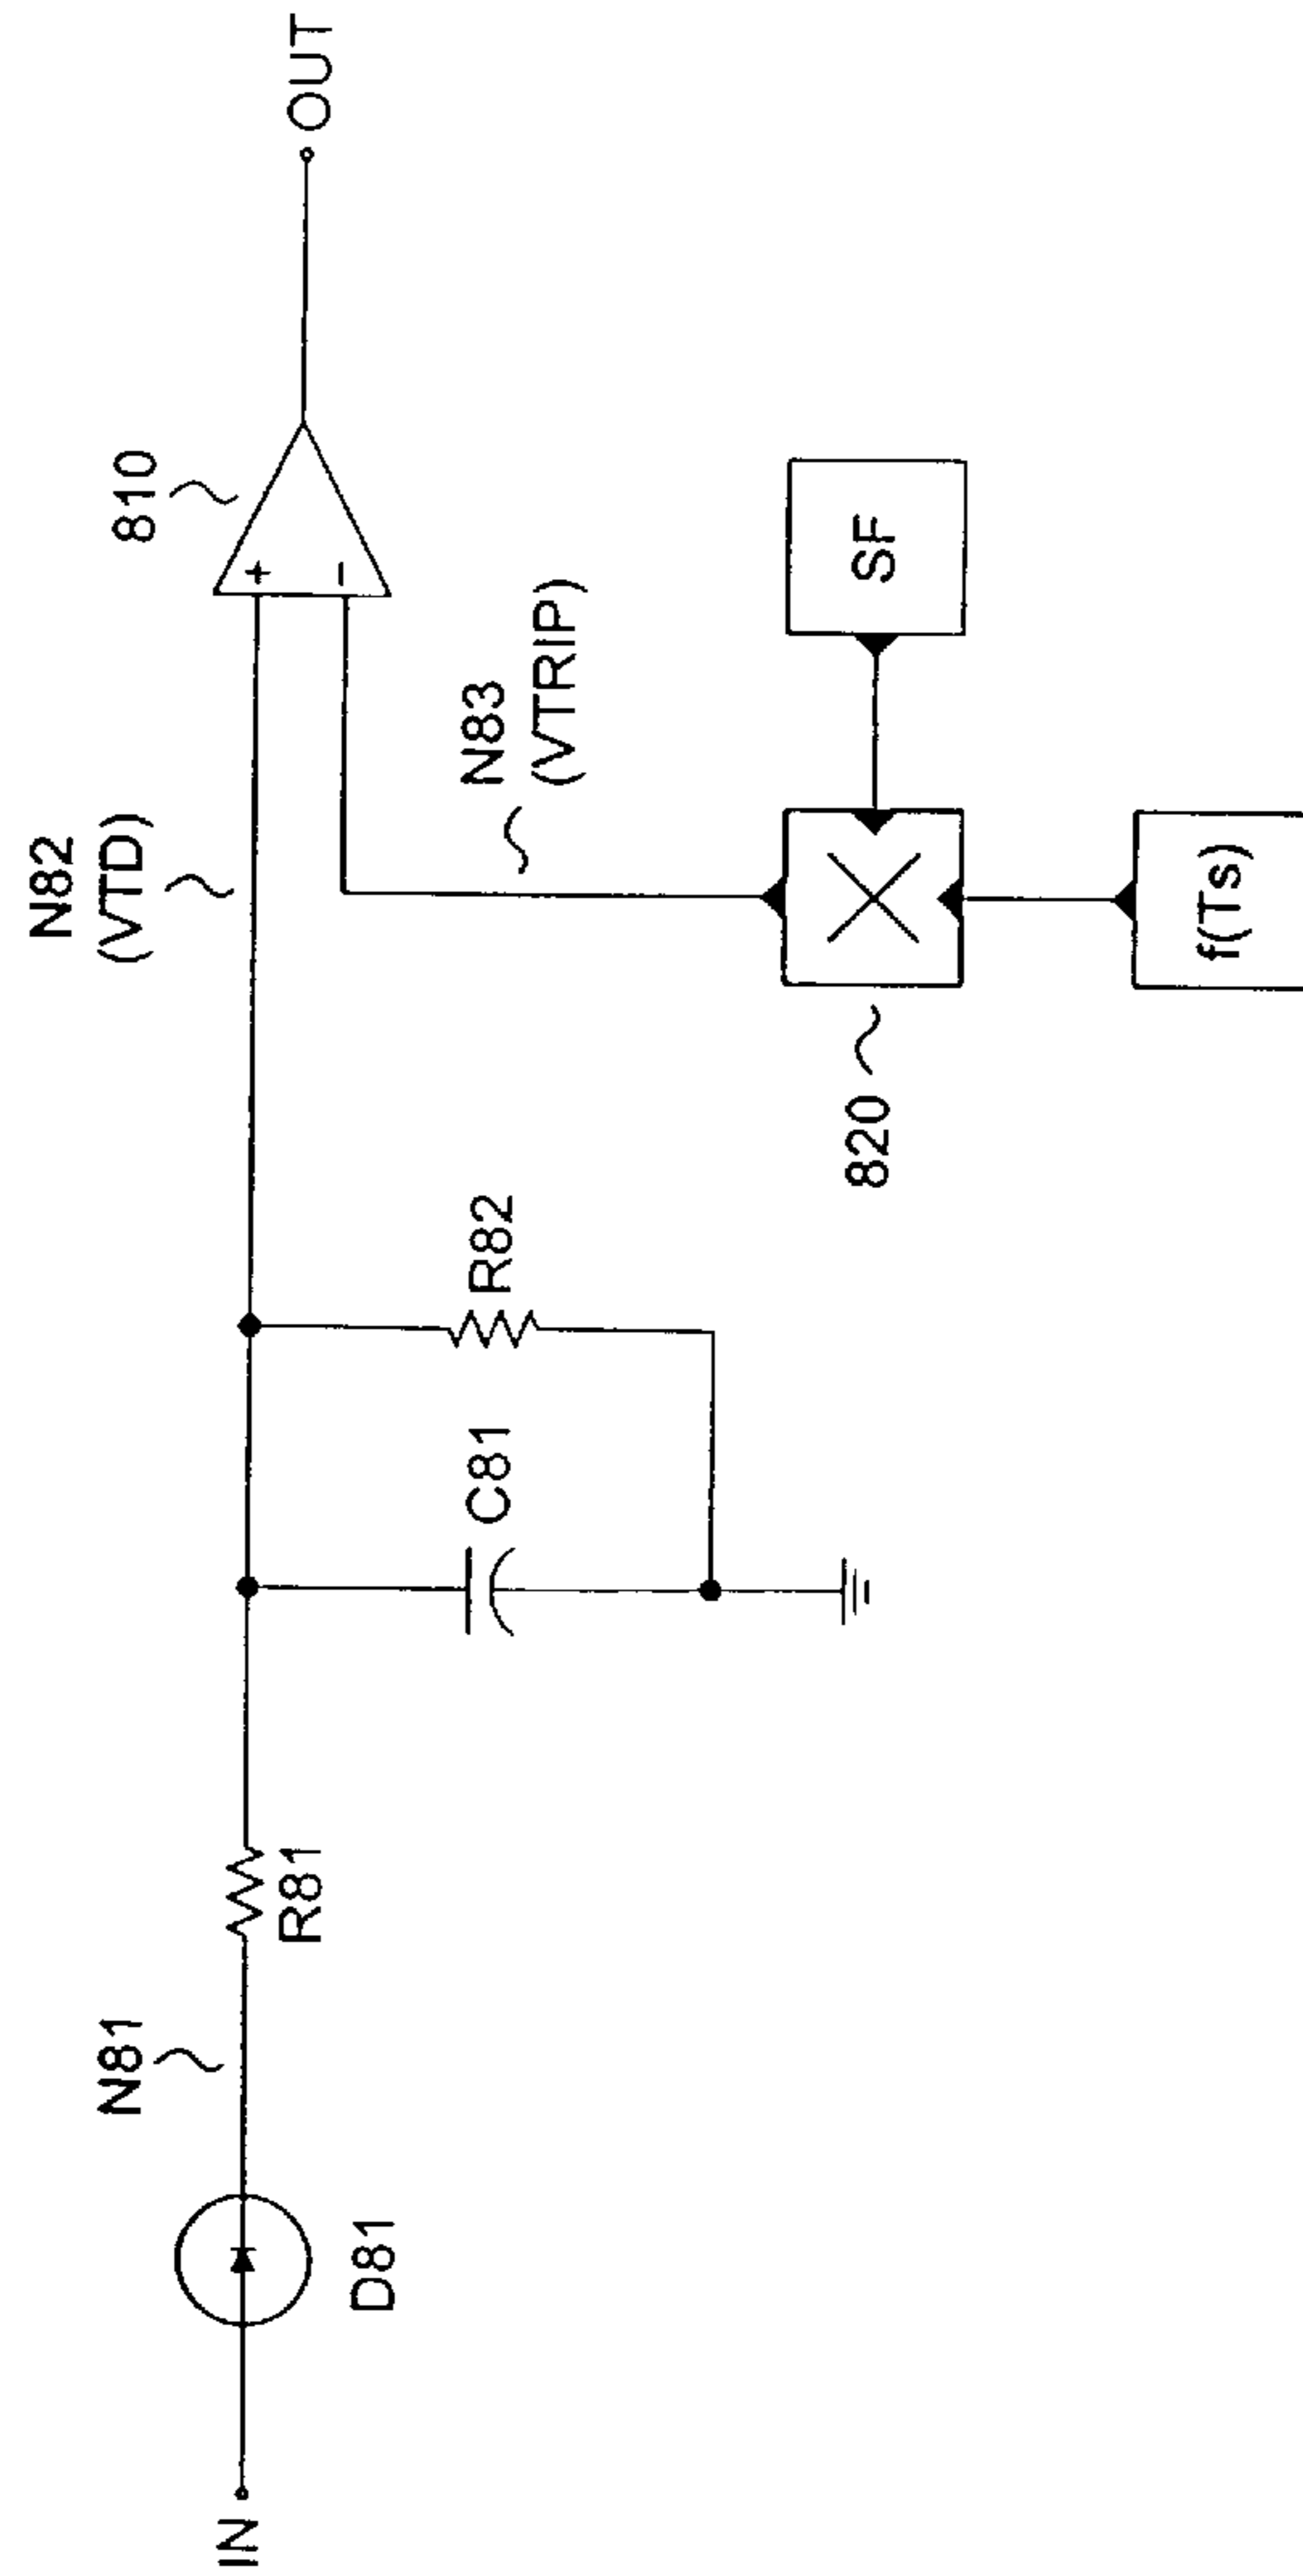 IN
D81
N81
R81
C81
R82
N82
(VTD)
810
+
−
OUT
N83
(VTRIP)
820
SF
f(Ts)